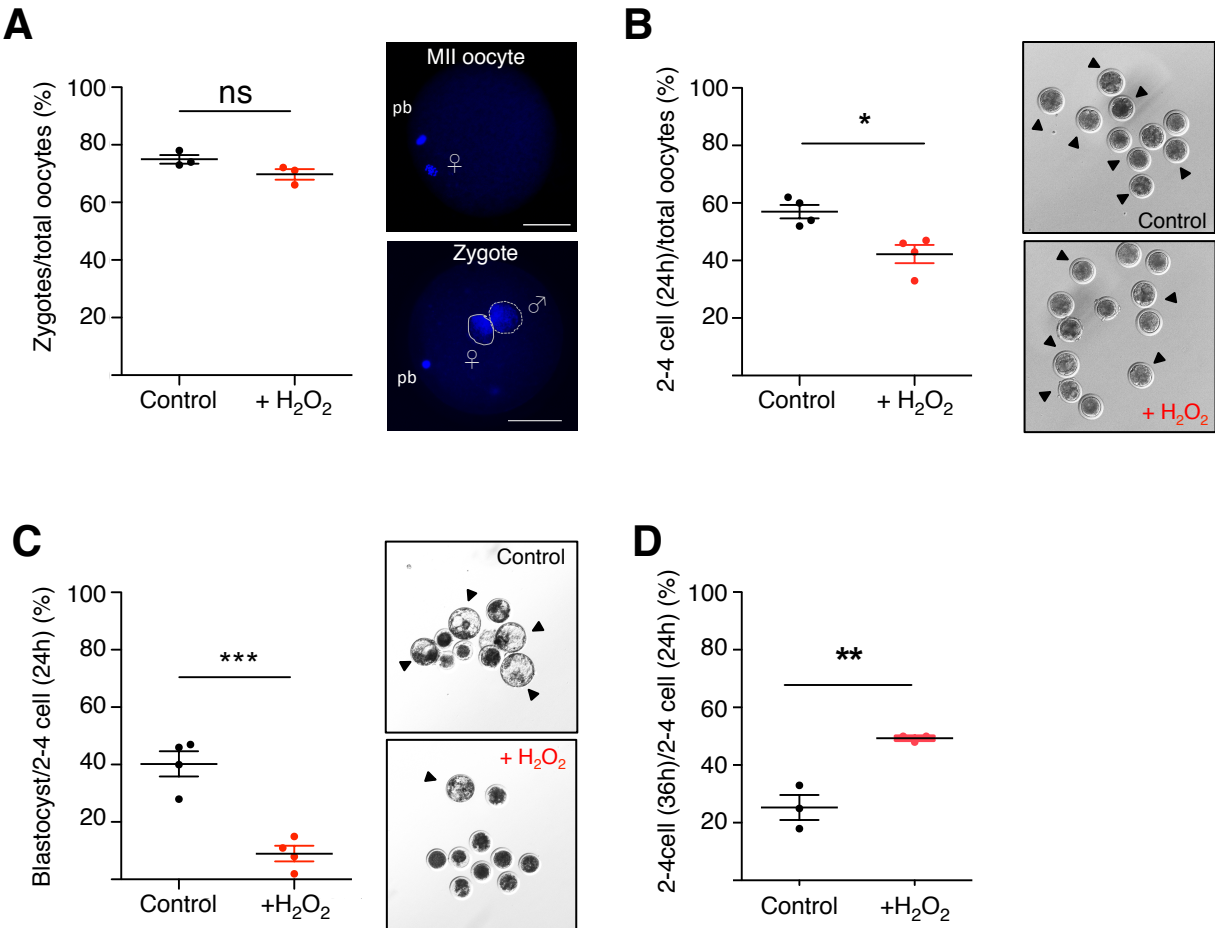 A
Zygotes/total oocytes (%)
100
80
60
40
20
ns
Control
+ H₂O₂
MII oocyte
pb
♀
Zygote
♂
♀
pb
B
2-4 cell (24h)/total oocytes (%)
100
80
60
40
20
*
Control
+ H₂O₂
Control
+ H₂O₂
C
Blastocyst/2-4 cell (24h) (%)
100
80
60
40
20
***
Control
+H₂O₂
Control
+ H₂O₂
D
2-4cell (36h)/2-4 cell (24h) (%)
100
80
60
40
20
**
Control
+H₂O₂